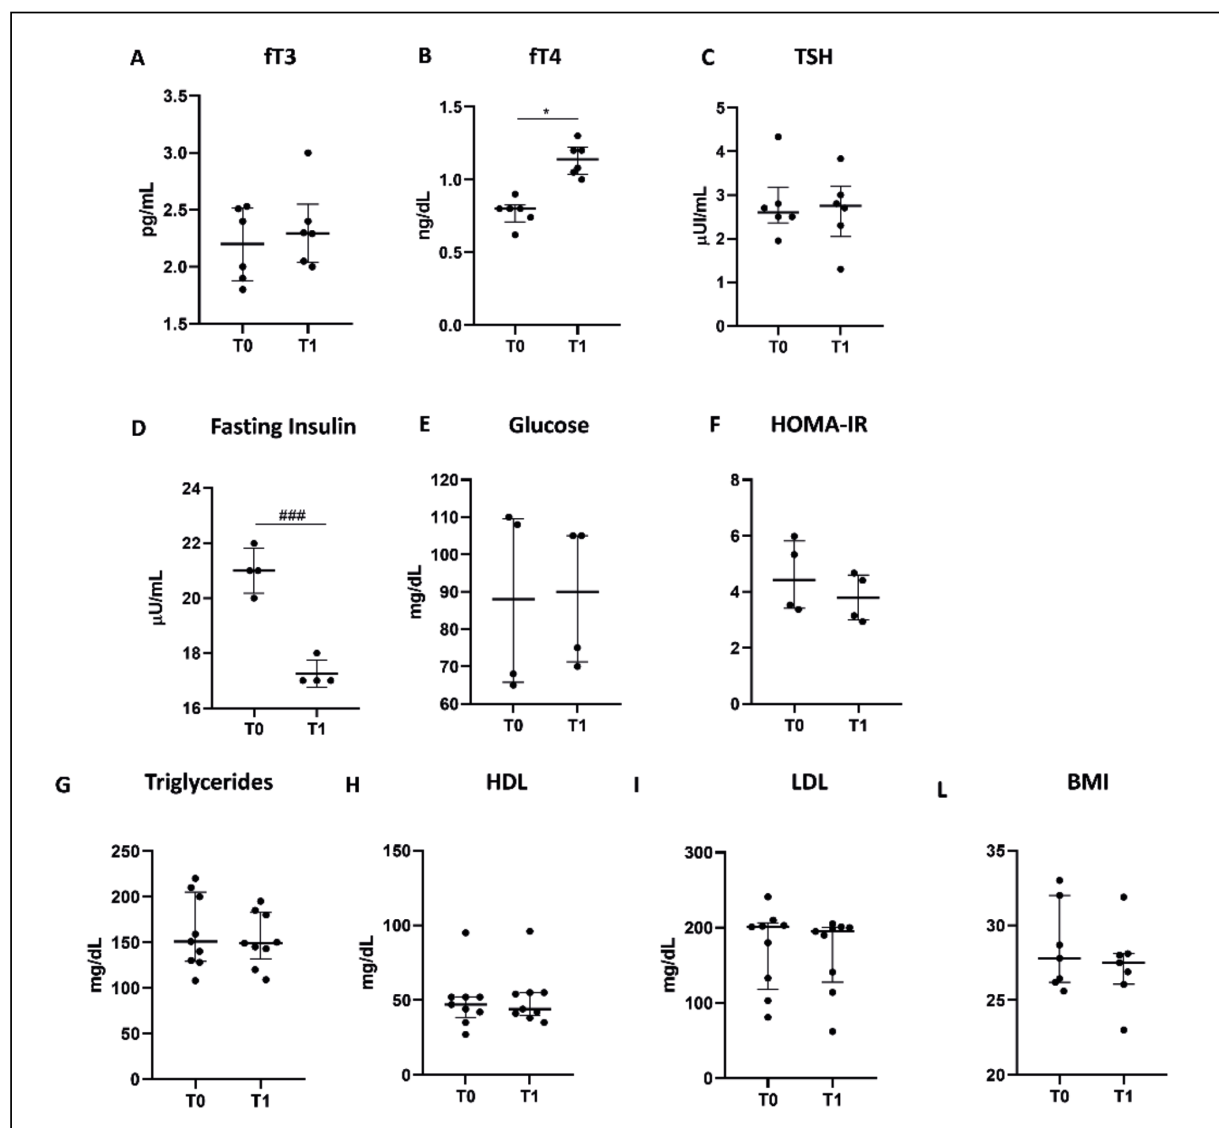 A fT3
B fT4
C TSH
3.5
3.0
2.5
2.0
1.5
pg/mL
T0 T1
1.5
1.0
0.5
0.0
ng/dL
*
T0 T1
5
4
3
2
1
0
µUI/mL
T0 T1
D Fasting Insulin
E Glucose
F HOMA-IR
24
22
20
18
16
µU/mL
###
T0 T1
120
110
100
90
80
70
60
mg/dL
T0 T1
8
6
4
2
0
T0 T1
G Triglycerides
H HDL
I LDL
L BMI
250
200
150
100
50
0
mg/dL
T0 T1
150
100
50
0
mg/dL
T0 T1
300
200
100
0
mg/dL
T0 T1
35
30
25
20
T0 T1